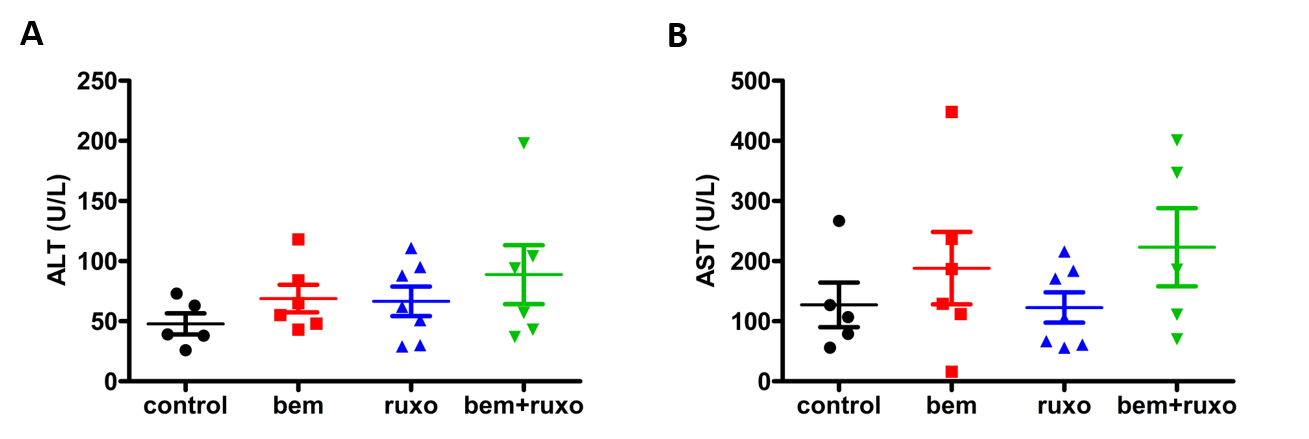 A
ALT (U/L)
250
200
150
100
50
0
control bem ruxo bem+ruxo
B
AST (U/L)
500
400
300
200
100
0
control bem ruxo bem+ruxo